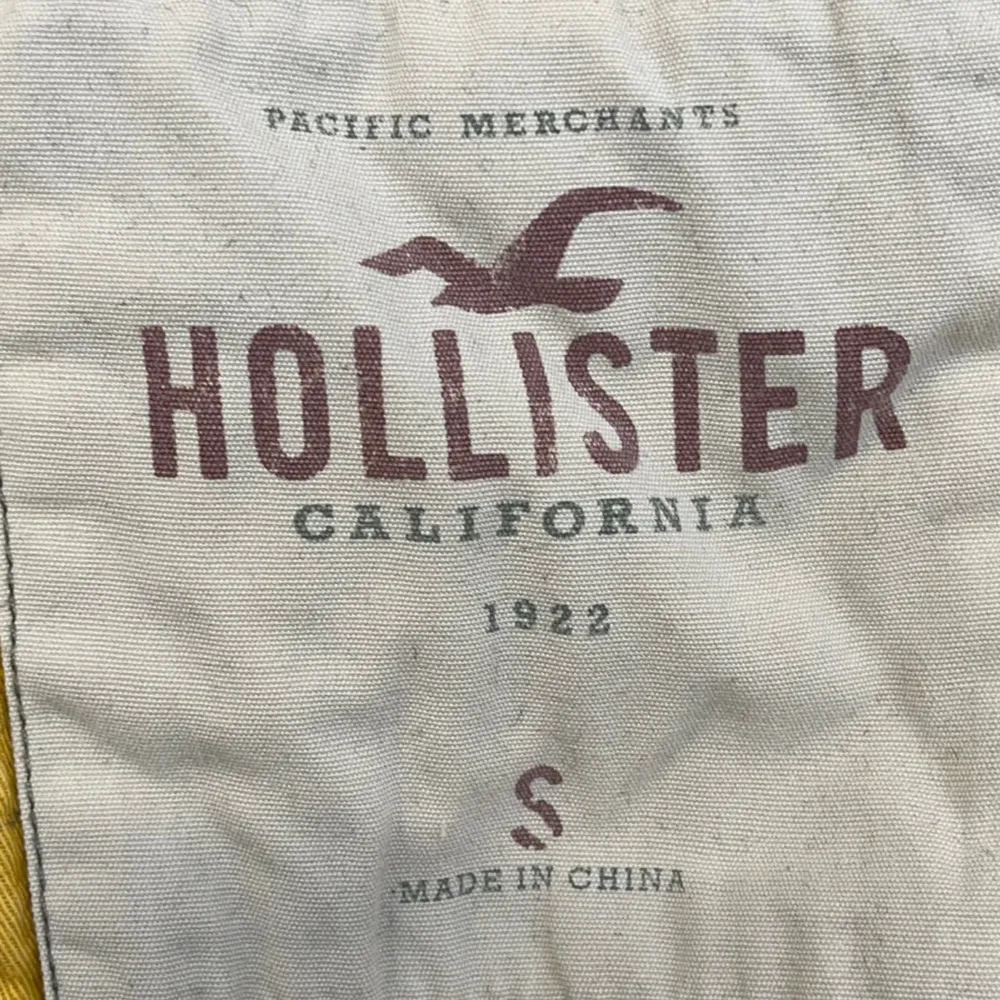 PACIFIC MERCHANTS
HOLLISTER
CALIFORNIA
1922
S
MADE IN CHINA